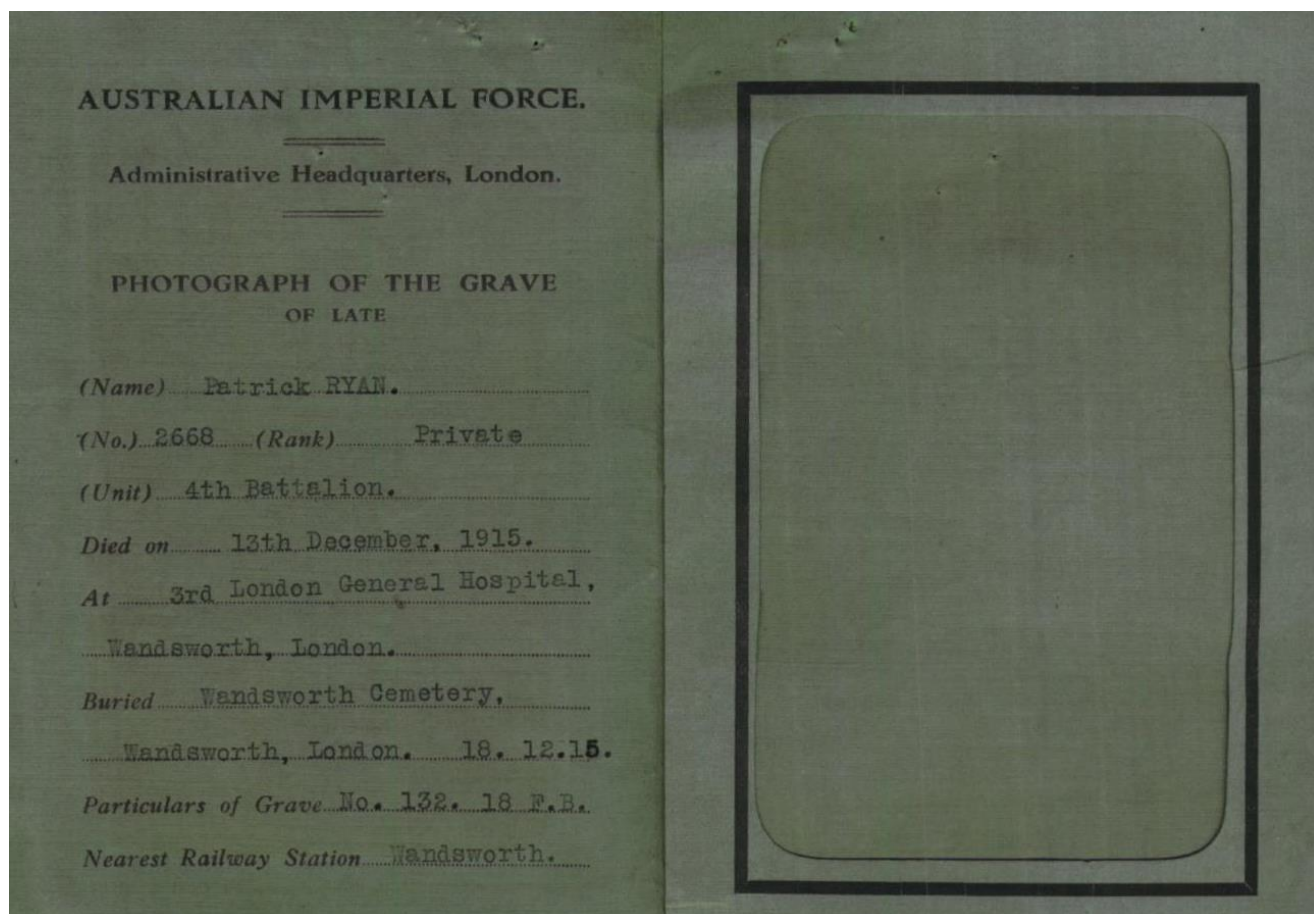 AUSTRALIAN IMPERIAL FORCE.
Administrative Headquarters, London.
PHOTOGRAPH OF THE GRAVE
OF LATE
(Name) Patrick RYAN.
(No.) 2668 (Rank) Private
(Unit) 4th Battalion.
Died on 13th December, 1915.
At 3rd London General Hospital,
Wandsworth, London.
Buried Wandsworth Cemetery,
Wandsworth, London. 18. 12.15.
Particulars of Grave No. 132. 18 F.B.
Nearest Railway Station Wandsworth.